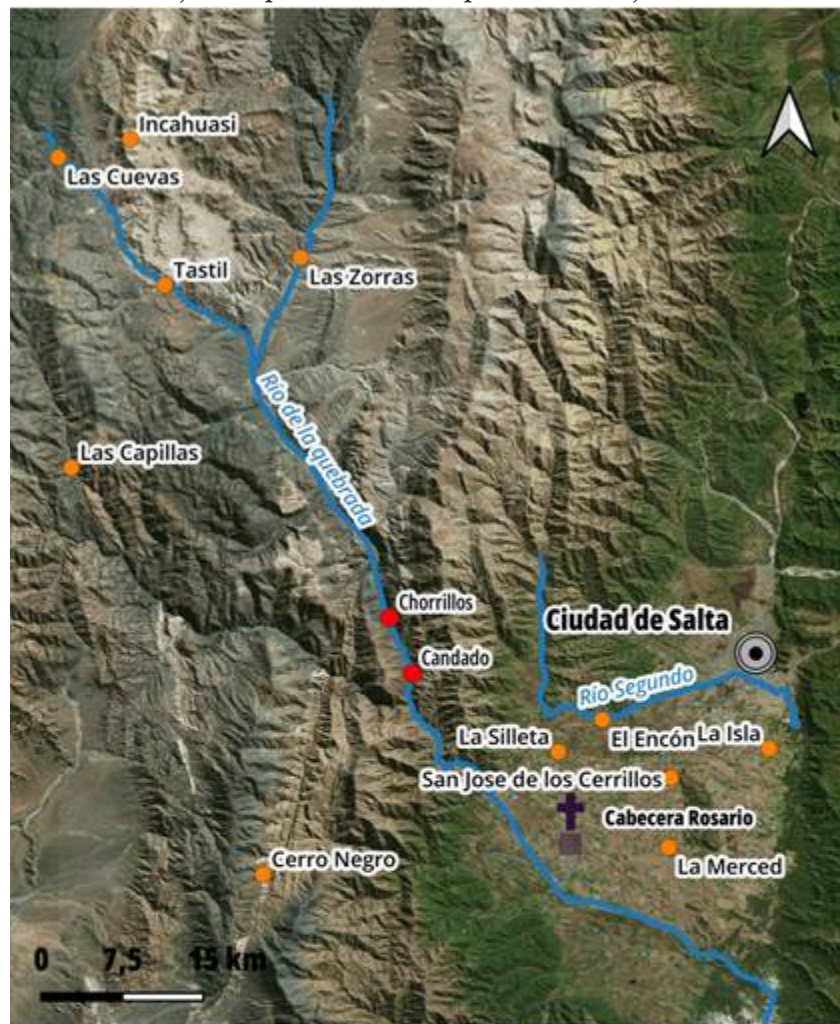 Incahuasi
Las Cuevas
Tastil
Las Zorras
Río de la quebrada
Las Capillas
Chorrillos
Candado
Ciudad de Salta
Río Segundo
La Silleta
El Encón
La Isla
San Jose de los Cerrillos
Cabecera Rosario
La Merced
Cerro Negro
0 7,5 15 km